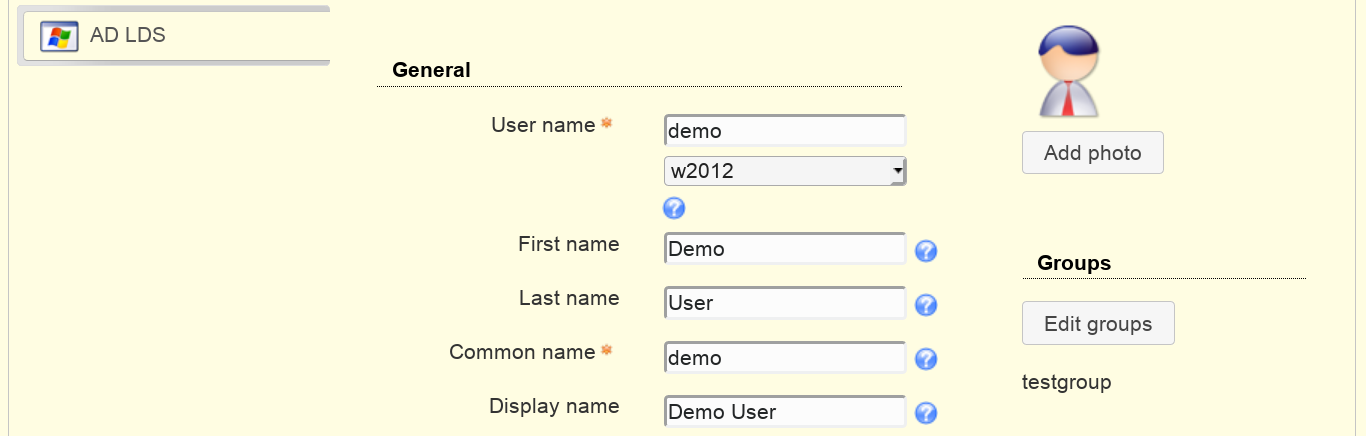 AD LDS
General
User name *
demo
w2012
First name
Demo
Last name
User
Common name *
demo
Display name
Demo User
Add photo
Groups
Edit groups
testgroup